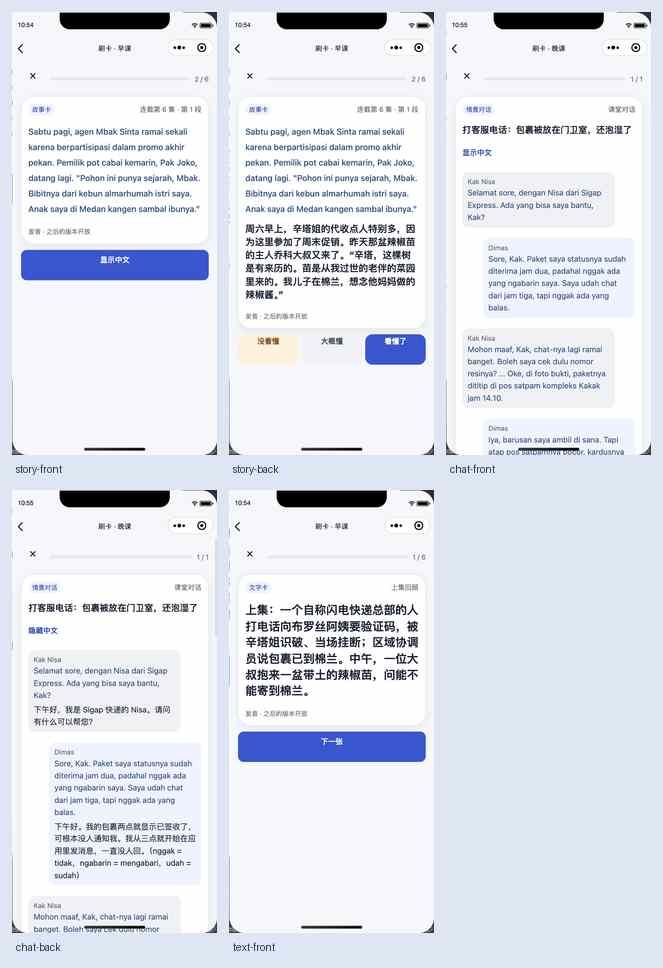 10:54
刷卡 · 早课
2 / 6
故事卡
连载第 6 集 · 第 1 段
Sabtu pagi, agen Mbak Sinta ramai sekali
karena berpartisipasi dalam promo akhir
pekan. Pemilik pot cabai kemarin, Pak Joko,
datang lagi. "Pohon ini punya sejarah, Mbak.
Bibitnya dari kebun almarhumah istri saya.
Anak saya di Medan kangen sambal ibunya."
发音 · 之后的版本开放
显示中文
story-front
10:54
刷卡 · 早课
2 / 6
故事卡
连载第 6 集 · 第 1 段
Sabtu pagi, agen Mbak Sinta ramai sekali
karena berpartisipasi dalam promo akhir
pekan. Pemilik pot cabai kemarin, Pak Joko,
datang lagi. "Pohon ini punya sejarah, Mbak.
Bibitnya dari kebun almarhumah istri saya.
Anak saya di Medan kangen sambal ibunya."
周六早上，辛塔姐的代收点人特别多，因
为这里参加了周末促销。昨天那盆辣椒苗
的主人乔科大叔又来了。“辛塔，这棵树
是有来历的。苗是从我过世的老伴的菜园
里来的。我儿子在棉兰，想念他妈妈做的
辣椒酱。”
发音 · 之后的版本开放
没看懂
大概懂
看懂了
story-back
10:55
刷卡 · 晚课
1 / 1
情景对话
课堂对话
打客服电话：包裹被放在门卫室，还泡湿了
显示中文
Kak Nisa
Selamat sore, dengan Nisa dari Sigap
Express. Ada yang bisa saya bantu,
Kak?
Dimas
Sore, Kak. Paket saya statusnya sudah
diterima jam dua, padahal nggak ada
yang ngabarin saya. Saya udah chat
dari jam tiga, tapi nggak ada yang
balas.
Mohon maaf, Kak, chat-nya lagi ramai
banget. Boleh saya cek dulu nomor
resinya? ... Oke, di foto bukti, paketnya
dititip di pos satpam kompleks Kakak
jam 14.10.
Dimas
Iya, barusan saya ambil di sana. Tapi
atap pos satpamnya bocor, kardusnya
chat-front
10:55
刷卡 · 晚课
1 / 1
情景对话
课堂对话
打客服电话：包裹被放在门卫室，还泡湿了
隐藏中文
Kak Nisa
Selamat sore, dengan Nisa dari Sigap
Express. Ada yang bisa saya bantu,
Kak?
下午好，我是 Sigap 快递的 Nisa。请问
有什么可以帮您?
Dimas
Sore, Kak. Paket saya statusnya sudah
diterima jam dua, padahal nggak ada
yang ngabarin saya. Saya udah chat
dari jam tiga, tapi nggak ada yang
balas.
下午好。我的包裹两点就显示已签收了，
可根本没人通知我。我从三点就开始在应
用里发消息，一直没人回。(nggak =
tidak，ngabarin = mengabari，udah =
sudah)
Kak Nisa
Mohon maaf, Kak, chat-nya lagi ramai
banget. Boleh saya cek dulu nomor
chat-back
10:54
刷卡 · 早课
1 / 6
文字卡
上集回顾
上集：一个自称闪电快递总部的人
打电话向布罗丝阿姨要验证码，被
辛塔姐识破、当场挂断；区域协调
员说包裹已到棉兰。中午，一位大
叔抱来一盆带土的辣椒苗，问能不
能寄到棉兰。
发音 · 之后的版本开放
下一张
text-front